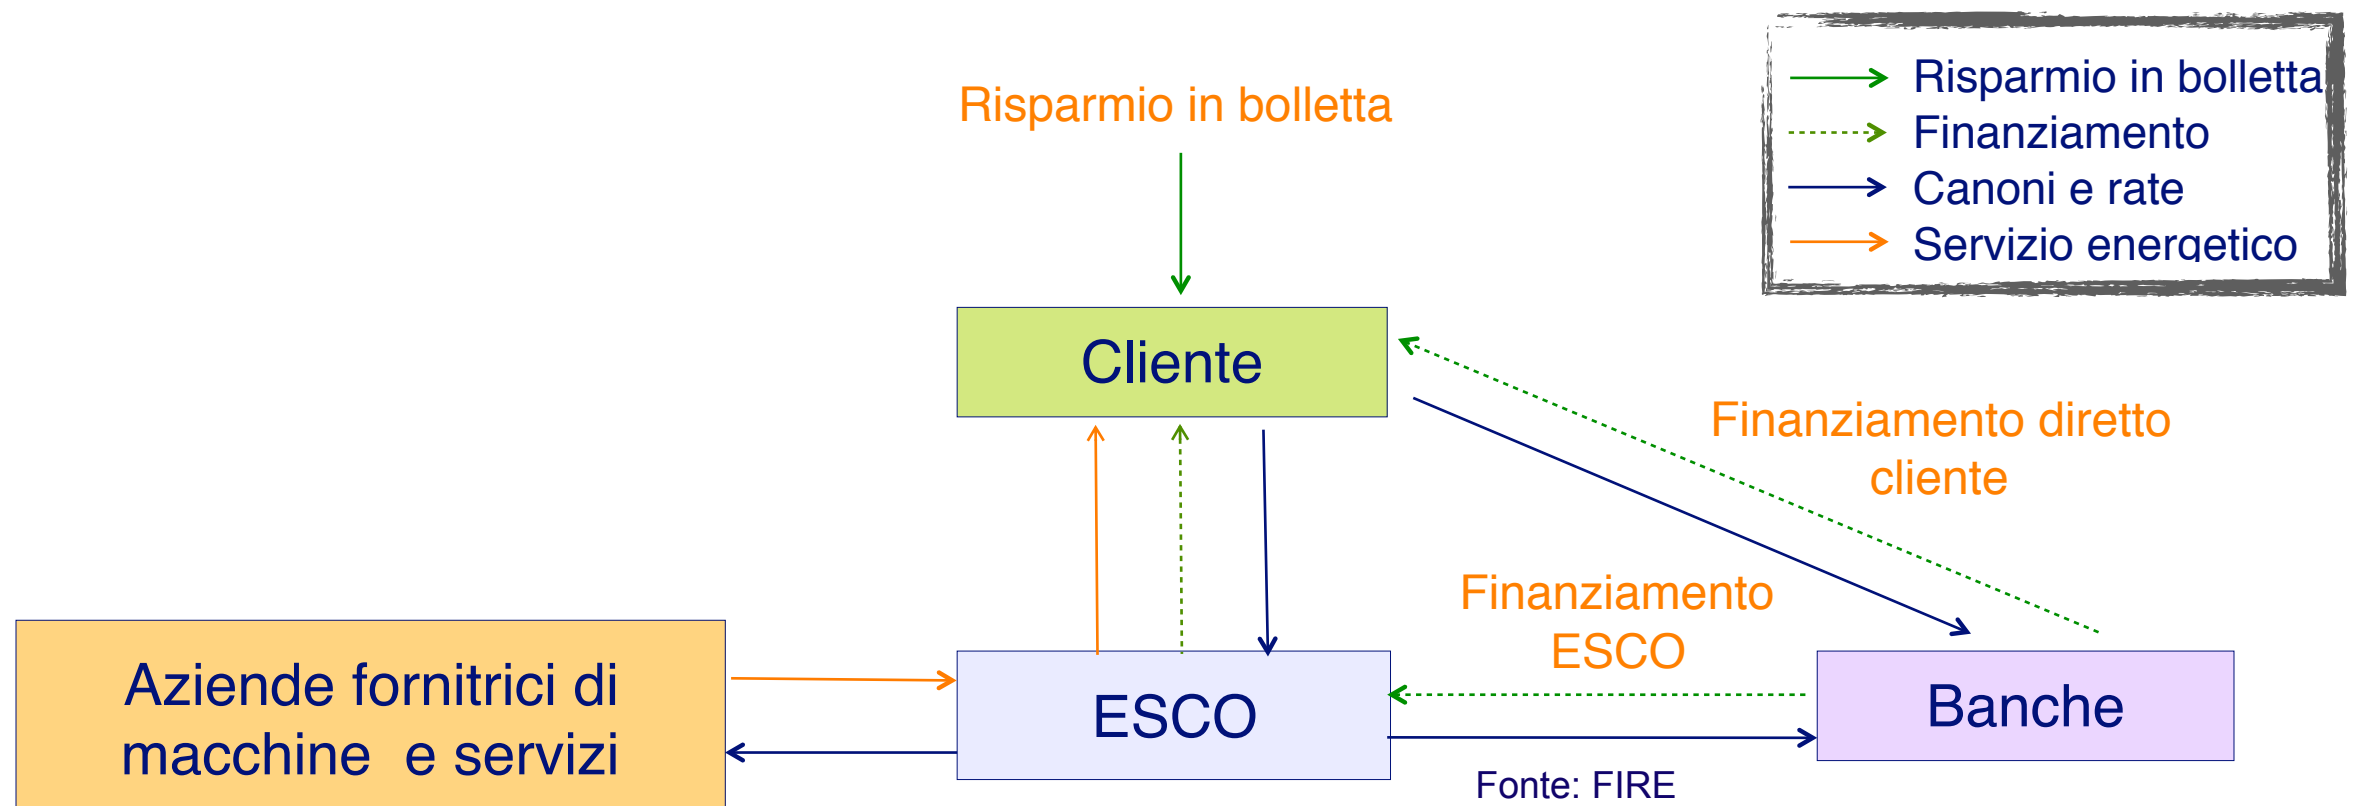 Risparmio in bolletta
Risparmio in bolletta
Finanziamento
Canoni e rate
Servizio energetico
Cliente
Finanziamento diretto
cliente
Finanziamento
ESCO
Aziende fornitrici di
macchine e servizi
ESCO
Banche
Fonte: FIRE